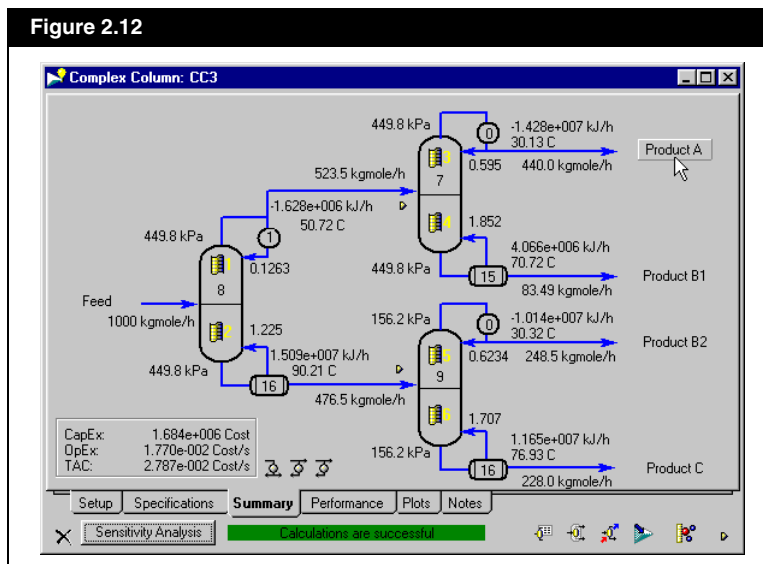 Figure 2.12
Complex Column: CC3
449.8 kPa
0
-1.428e+007 kJ/h
30.13 C
Product A
3
7
0.595
440.0 kgmole/h
523.5 kgmole/h
-1.628e+006 kJ/h
50.72 C
4
1.852
449.8 kPa
1
1
0.1263
8
449.8 kPa
4.066e+006 kJ/h
70.72 C
15
Product B1
83.49 kgmole/h
Feed
1000 kgmole/h
2
1.225
156.2 kPa
0
-1.014e+007 kJ/h
30.32 C
Product B2
5
0.6234
248.5 kgmole/h
449.8 kPa
1.509e+007 kJ/h
90.21 C
16
9
476.5 kgmole/h
6
1.707
156.2 kPa
1.165e+007 kJ/h
76.93 C
16
Product C
228.0 kgmole/h
CapEx: 1.684e+006 Cost
OpEx: 1.770e-002 Cost/s
TAC: 2.787e-002 Cost/s
Setup Specifications Summary Performance Plots Notes
Sensitivity Analysis Calculations are successful